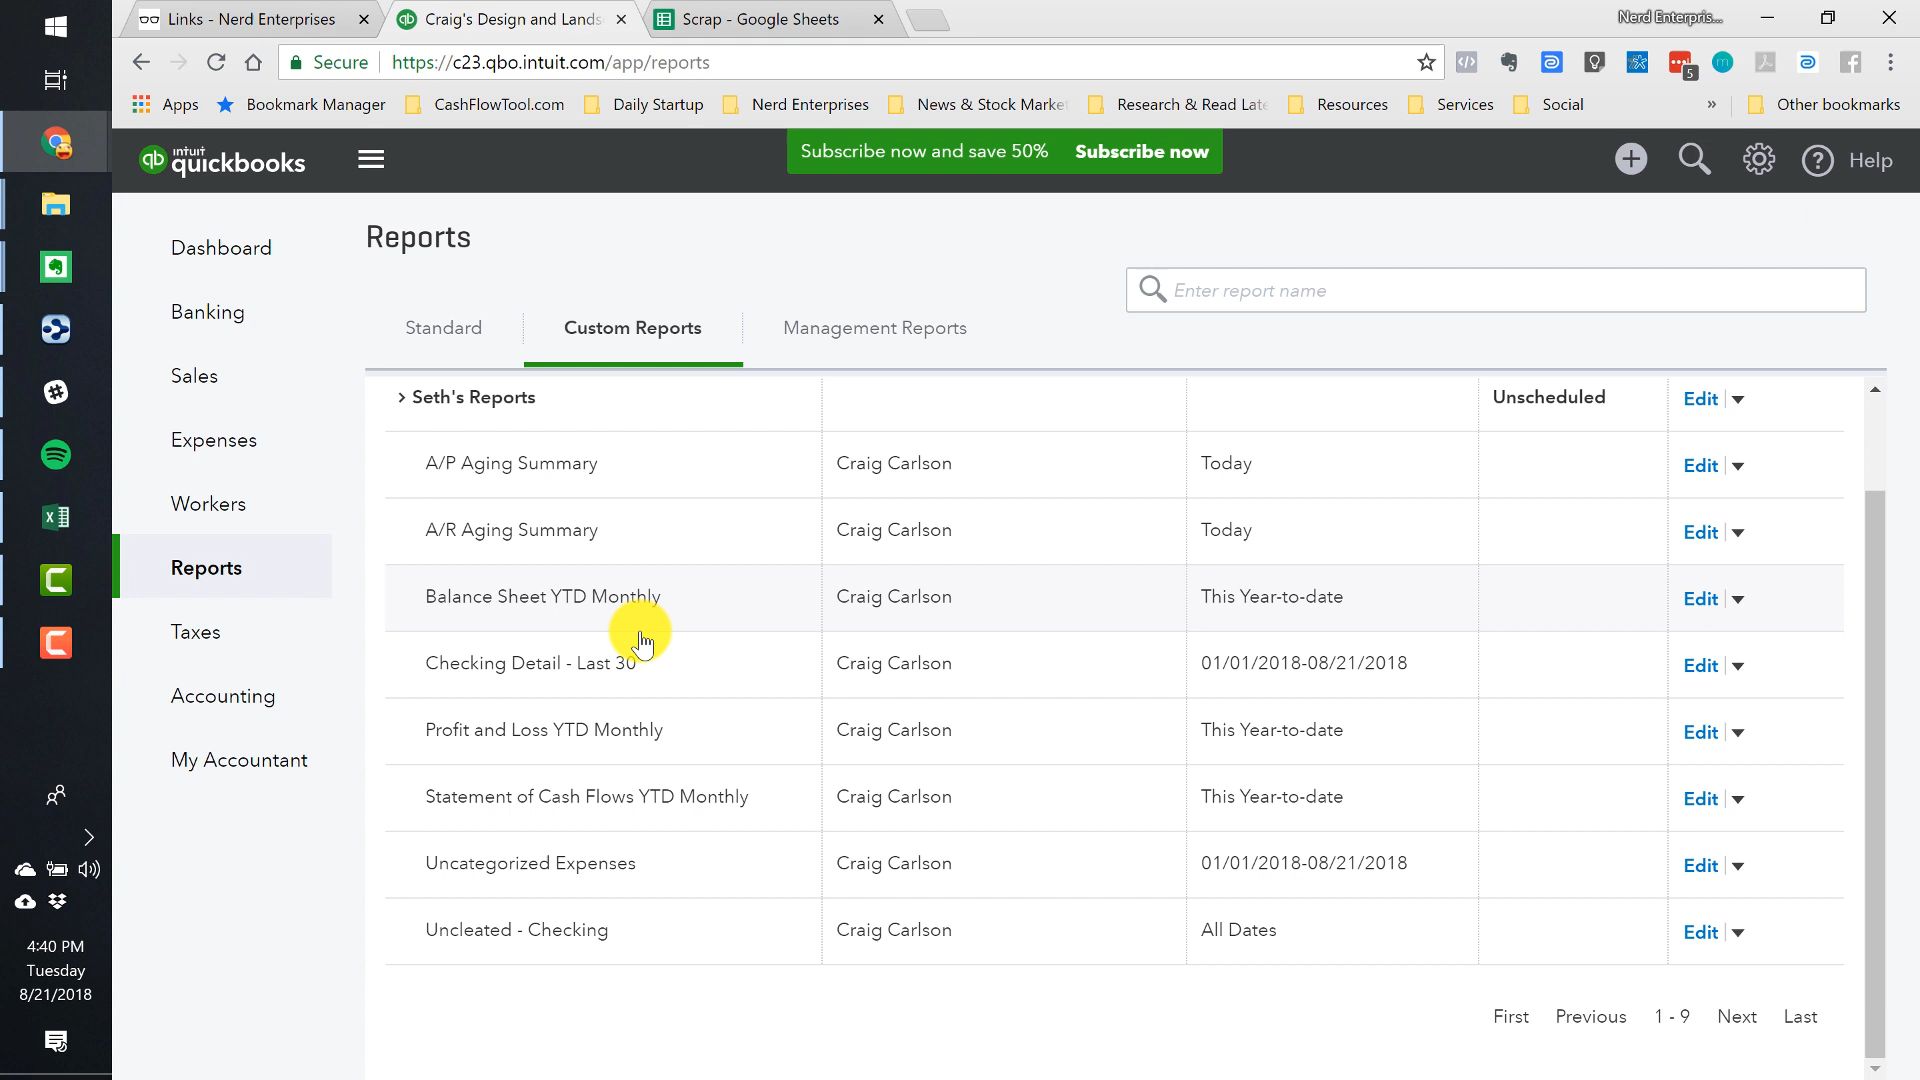 Links - Nerd Enterprises
Craig's Design and Lands
Scrap - Google Sheets
Nerd Enterpris...
Secure https://c23.qbo.intuit.com/app/reports
5
Apps Bookmark Manager CashFlowTool.com Daily Startup Nerd Enterprises News & Stock Marke Research & Read Late Resources Services Social » Other bookmarks
intuit
quickbooks
Subscribe now and save 50% Subscribe now
Help
Dashboard
Banking
Sales
Expenses
Workers
Reports
Taxes
Accounting
My Accountant
Reports
Enter report name
Standard Custom Reports Management Reports
Seth's Reports Unscheduled Edit
A/P Aging Summary Craig Carlson Today Edit
A/R Aging Summary Craig Carlson Today Edit
Balance Sheet YTD Monthly Craig Carlson This Year-to-date Edit
Checking Detail - Last 30 Craig Carlson 01/01/2018-08/21/2018 Edit
Profit and Loss YTD Monthly Craig Carlson This Year-to-date Edit
Statement of Cash Flows YTD Monthly Craig Carlson This Year-to-date Edit
Uncategorized Expenses Craig Carlson 01/01/2018-08/21/2018 Edit
Uncleated - Checking Craig Carlson All Dates Edit
First Previous 1 - 9 Next Last
4:40 PM
Tuesday
8/21/2018